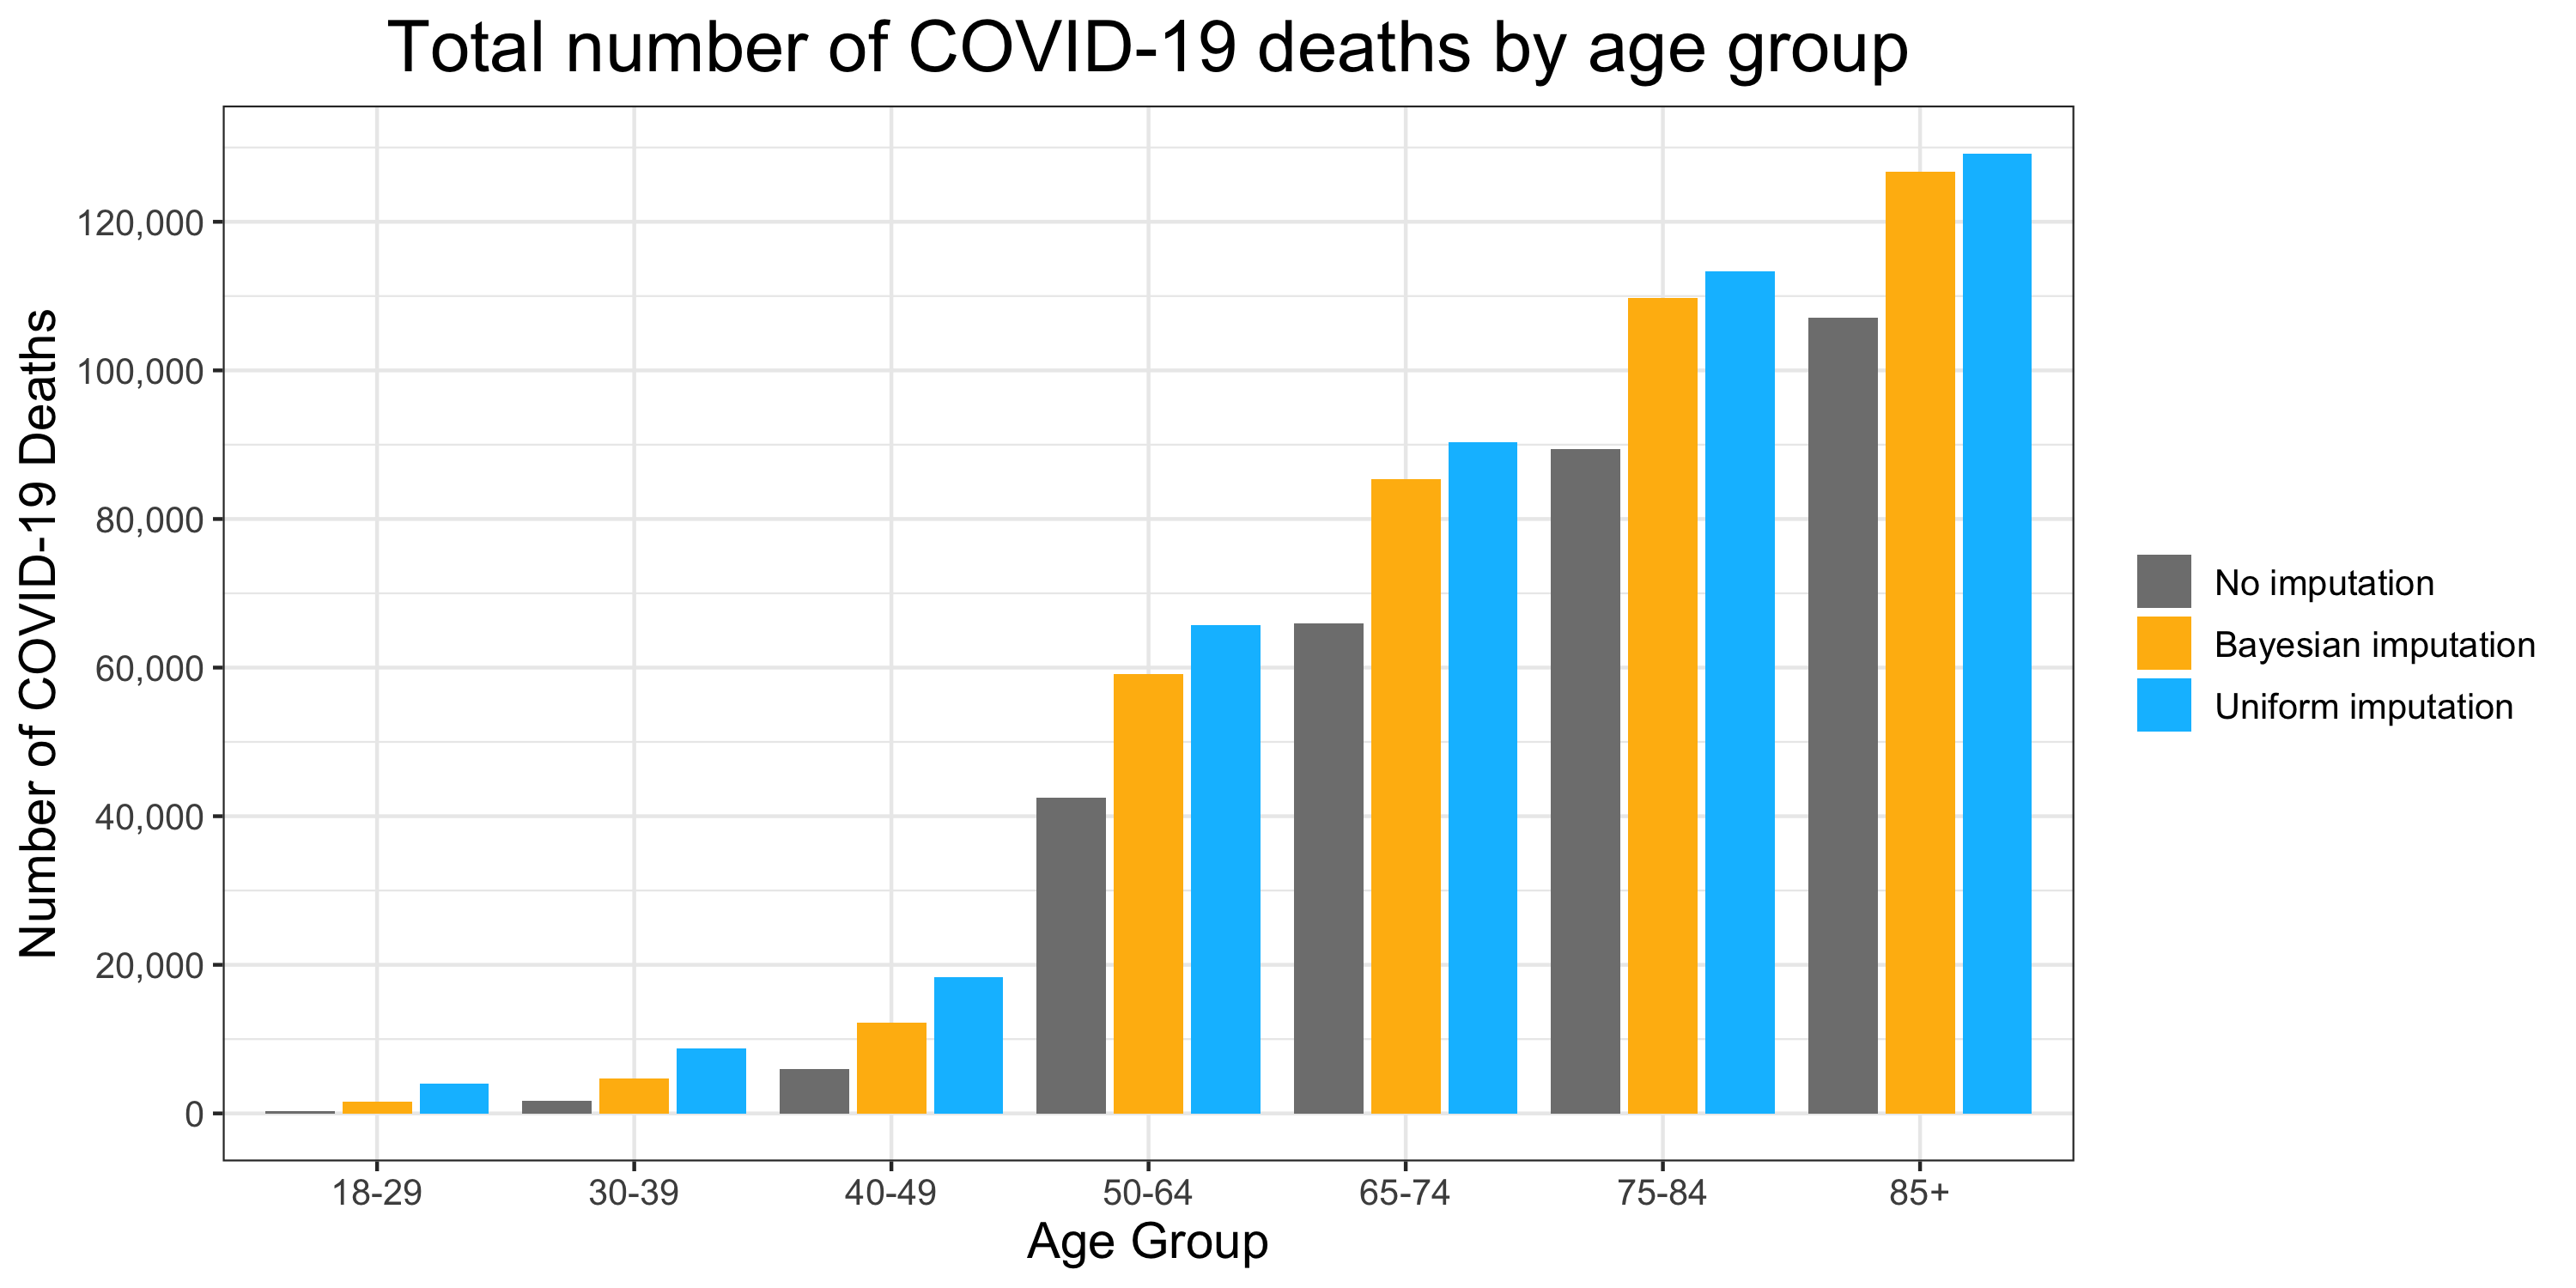 Total number of COVID-19 deaths by age group
Number of COVID-19 Deaths
120,000
100,000
80,000
60,000
40,000
20,000
0
18-29
30-39
40-49
50-64
65-74
75-84
85+
Age Group
No imputation
Bayesian imputation
Uniform imputation